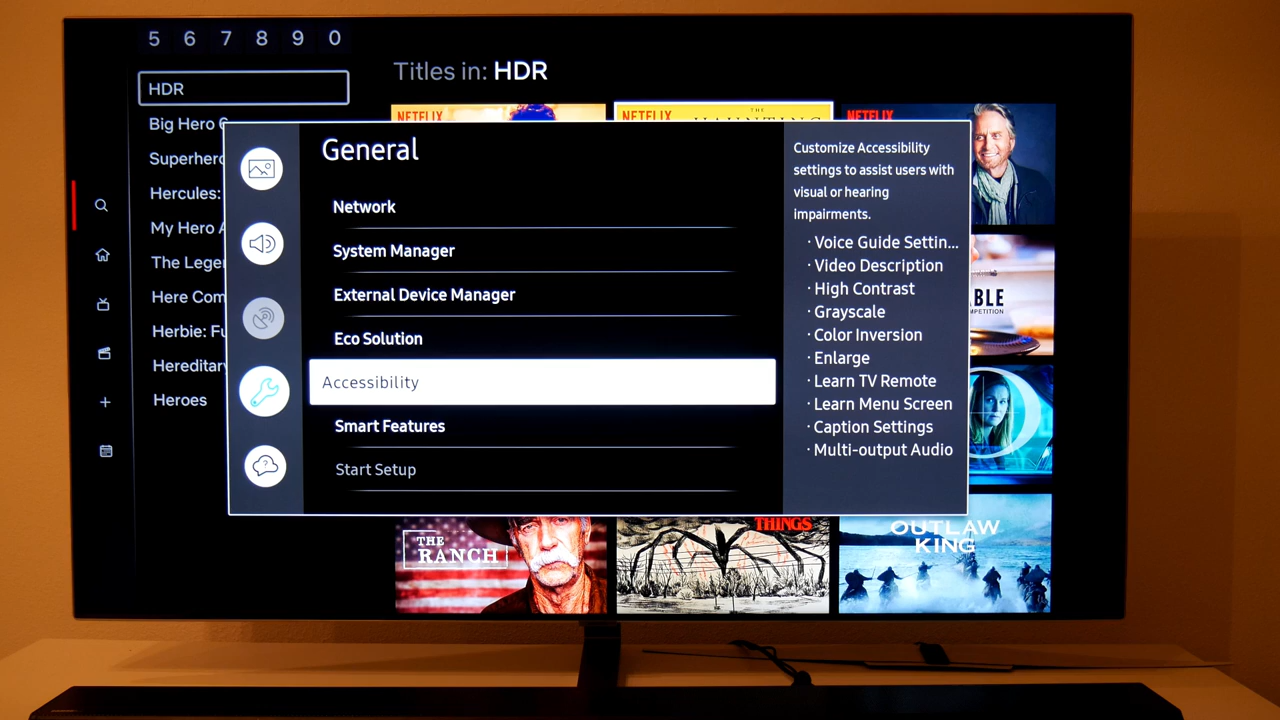 5 6 7 8 9 0
HDR
Big Hero 6
Superhero
Hercules:
My Hero A
The Lege
Here Com
Herbie: Fu
Hereditary
Heroes
Titles in: HDR
NETFLIX
NETFLIX
THE
HAUNTING
NETFLIX
General
Network
System Manager
External Device Manager
Eco Solution
Accessibility
Smart Features
Start Setup
Customize Accessibility
settings to assist users with
visual or hearing
impairments.
· Voice Guide Settin...
· Video Description
· High Contrast
· Grayscale
· Color Inversion
· Enlarge
· Learn TV Remote
· Learn Menu Screen
· Caption Settings
· Multi-output Audio
BLE
OMPETITION
THE
RANCH
THINGS
OUTLAW
KING